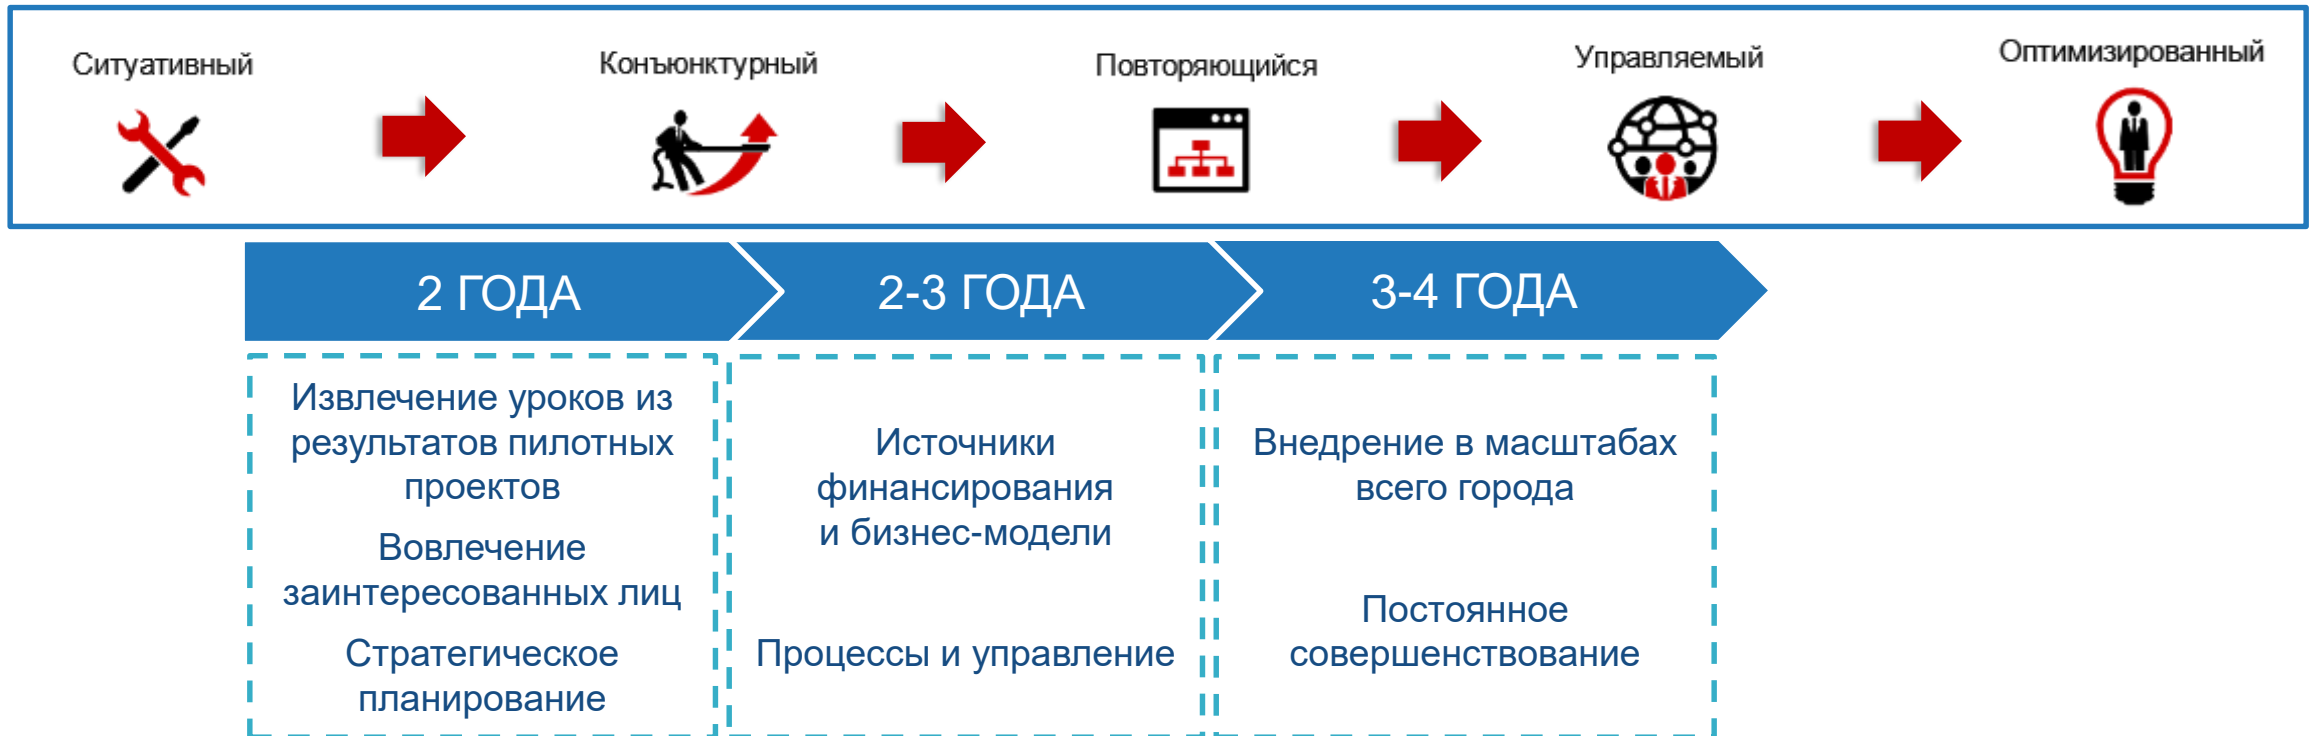 Ситуативный
Конъюнктурный
Повторяющийся
Управляемый
Оптимизированный
2 ГОДА
2-3 ГОДА
3-4 ГОДА
Извлечение уроков из
результатов пилотных
проектов
Вовлечение
заинтересованных лиц
Стратегическое
планирование
Источники
финансирования
и бизнес-модели
Процессы и управление
Внедрение в масштабах
всего города
Постоянное
совершенствование